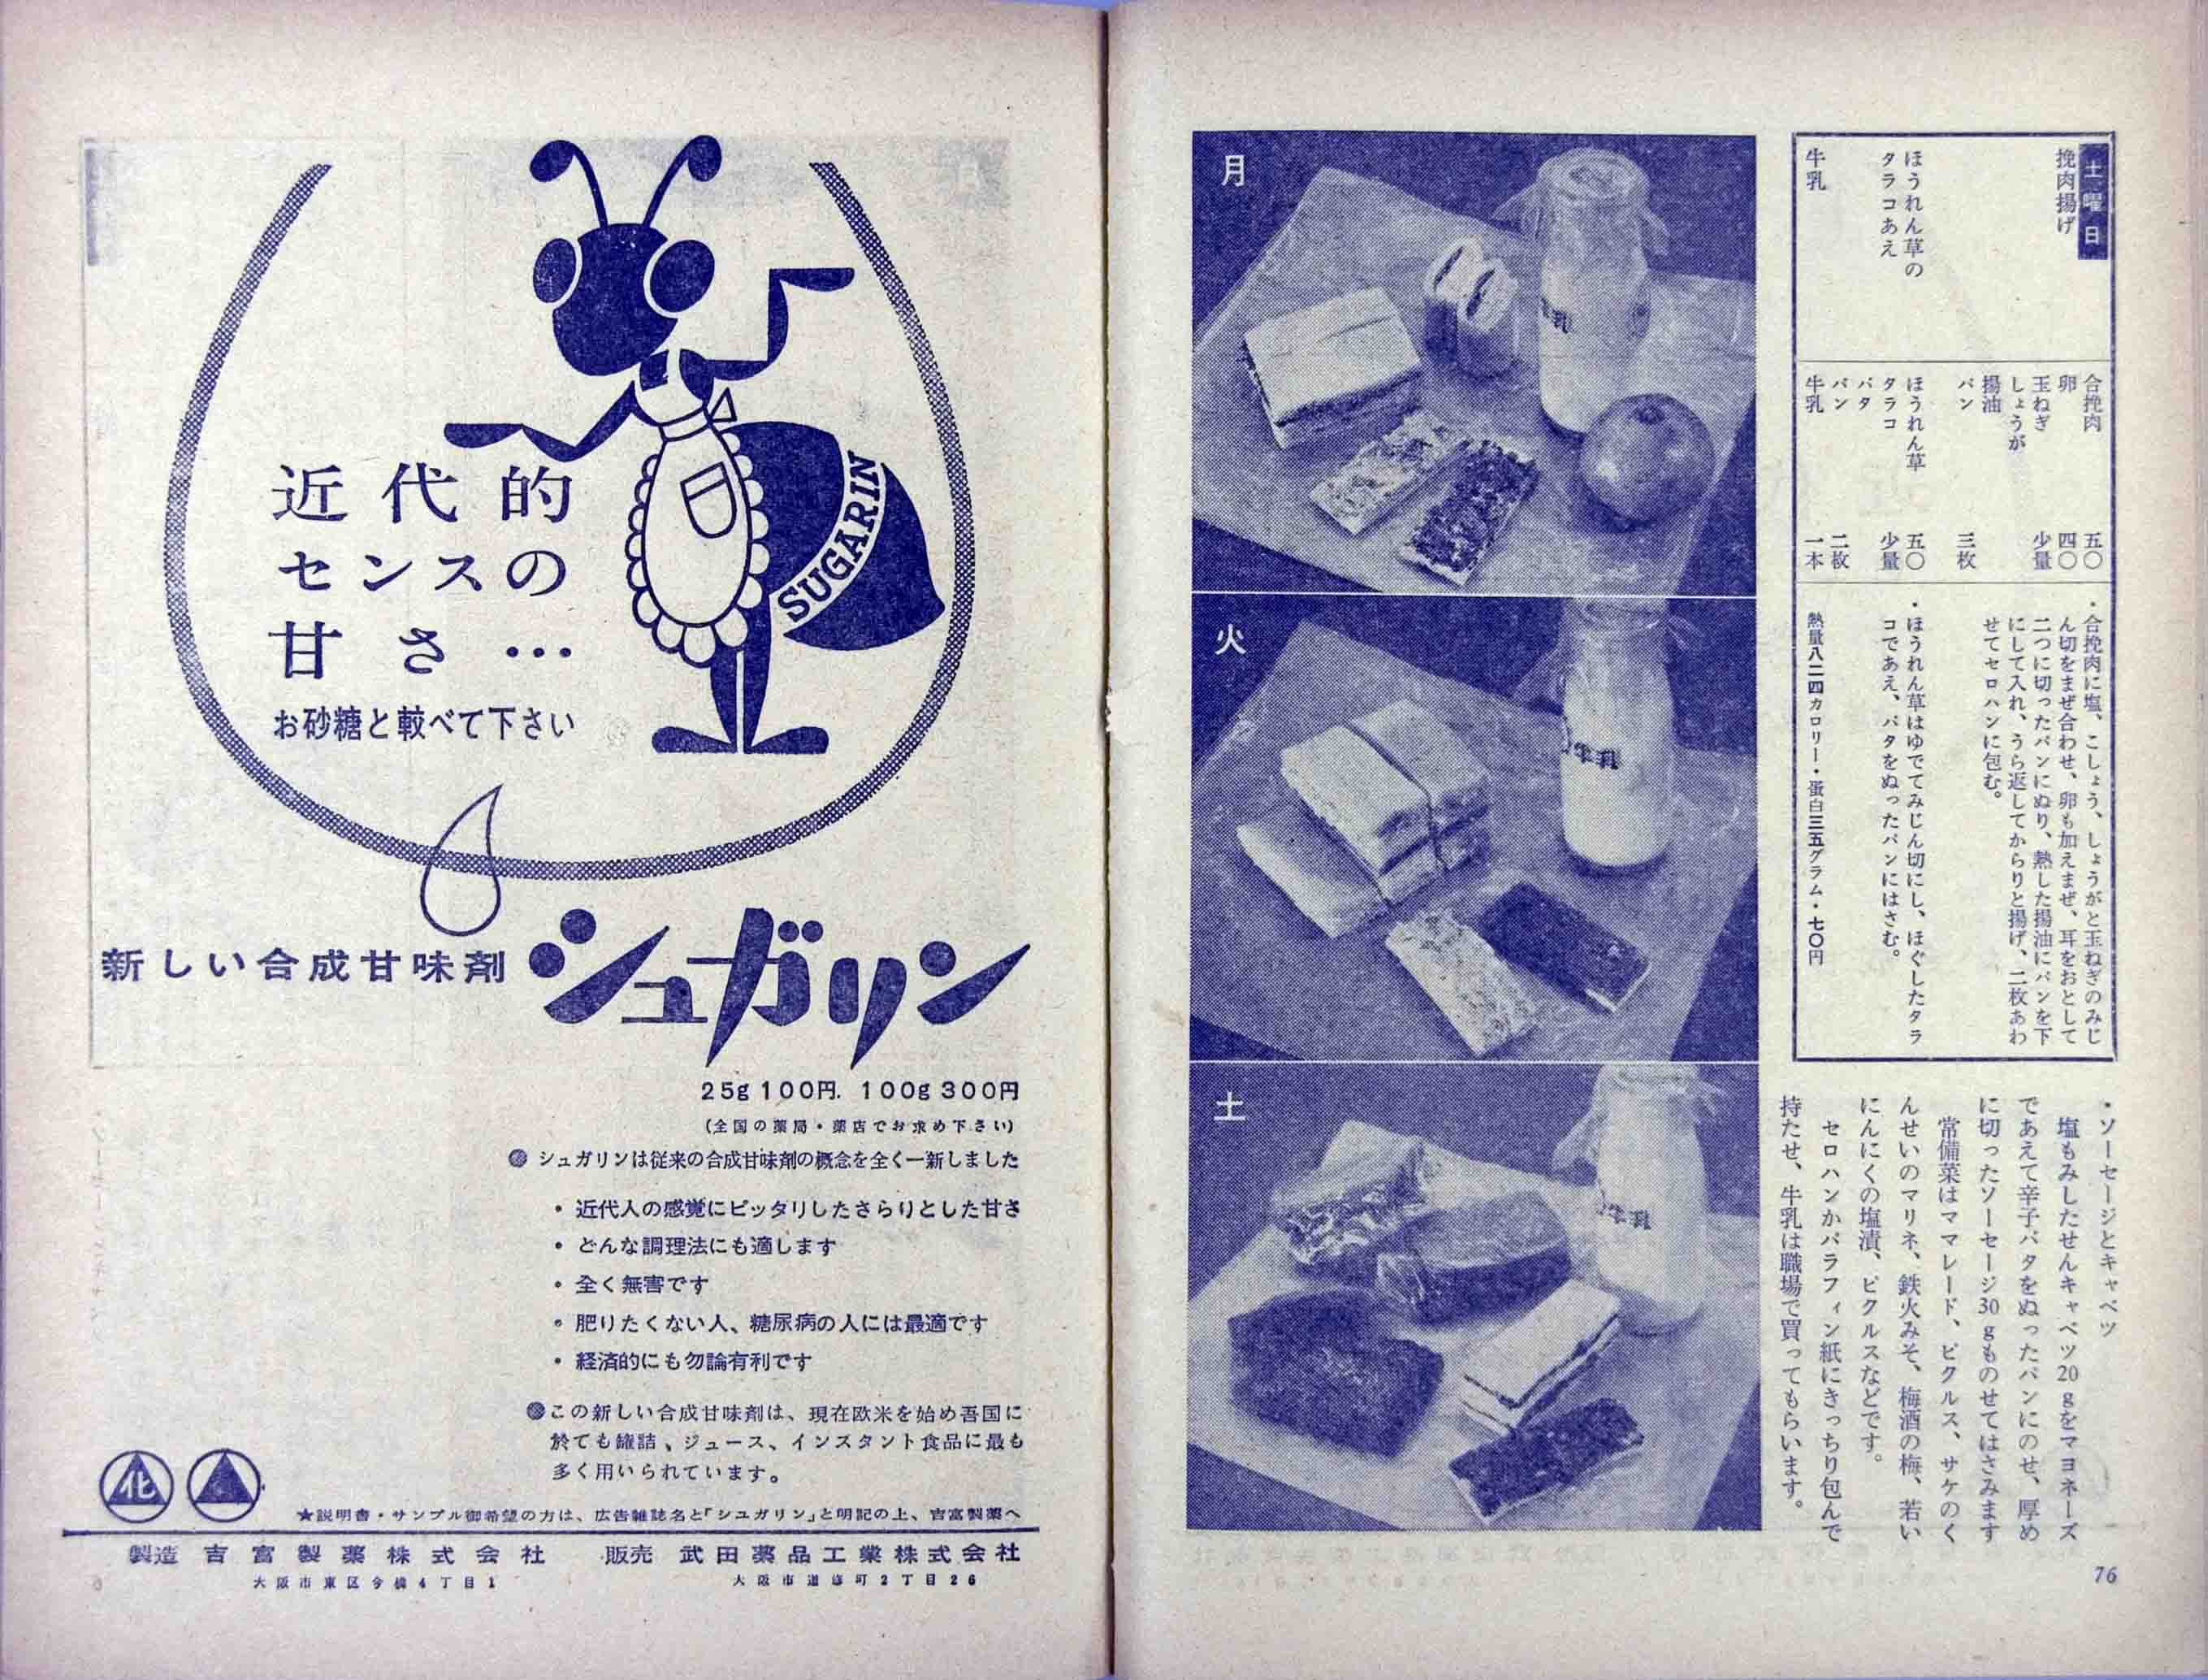 SUGARIN
近代的
センスの
甘さ…
お砂糖と較べて下さい
新しい合成甘味剤
シュガリン
25g 100円. 100g 300円
(全国の薬局・薬店でお求め下さい)
シュガリンは従来の合成甘味剤の概念を全く一新しました
・近代人の感覚にピッタリしたさらりとした甘さ
・どんな調理法にも適します
・全く無害です
・肥りたくない人、糖尿病の人には最適です
・経済的にも勿論有利です
この新しい合成甘味剤は、現在欧米を始め吾国に
於ても罐詰、ジュース、インスタント食品に最も
多く用いられています。
化
★説明書・サンプル御希望の方は、広告雑誌名と「シュガリン」と明記の上、吉富製薬へ
製造 吉富製薬株式会社 販売 武田薬品工業株式会社
大阪市東区今橋4丁目1 大阪市道修町2丁目26
土曜日
挽肉揚げ
ほうれん草の
タラコあえ
牛乳
合挽肉 五〇
卵 四〇
玉ねぎ 少量
しょうが
揚油
パン 三枚
ほうれん草 五〇
タラコ 少量
バタ
パン 二枚
牛乳 一本
・合挽肉に塩、こしょう、しょうがと玉ねぎのみじ
ん切をまぜ合わせ、卵も加えまぜ、耳をおとして
二つに切ったパンにぬり、熱した揚油にパンを下
にして入れ、うら返してからりと揚げ、二枚あわ
せてセロハンに包む。
・ほうれん草はゆでてみじん切にし、ほぐしたタラ
コであえ、バタをぬったパンにはさむ。
熱量八二四カロリー・蛋白三五グラム・七〇円
月
牛乳
火
土
・ソーセージとキャベツ
塩もみしたせんキャベツ20gをマヨネーズ
であえて辛子バタをぬったパンにのせ、厚め
に切ったソーセージ30gものせてはさみます
常備菜はママレード、ピクルス、サケのく
んせいのマリネ、鉄火みそ、梅酒の梅、若い
にんにくの塩漬、ピクルスなどです。
セロハンかパラフィン紙にきっちり包んで
持たせ、牛乳は職場で買ってもらいます。
76